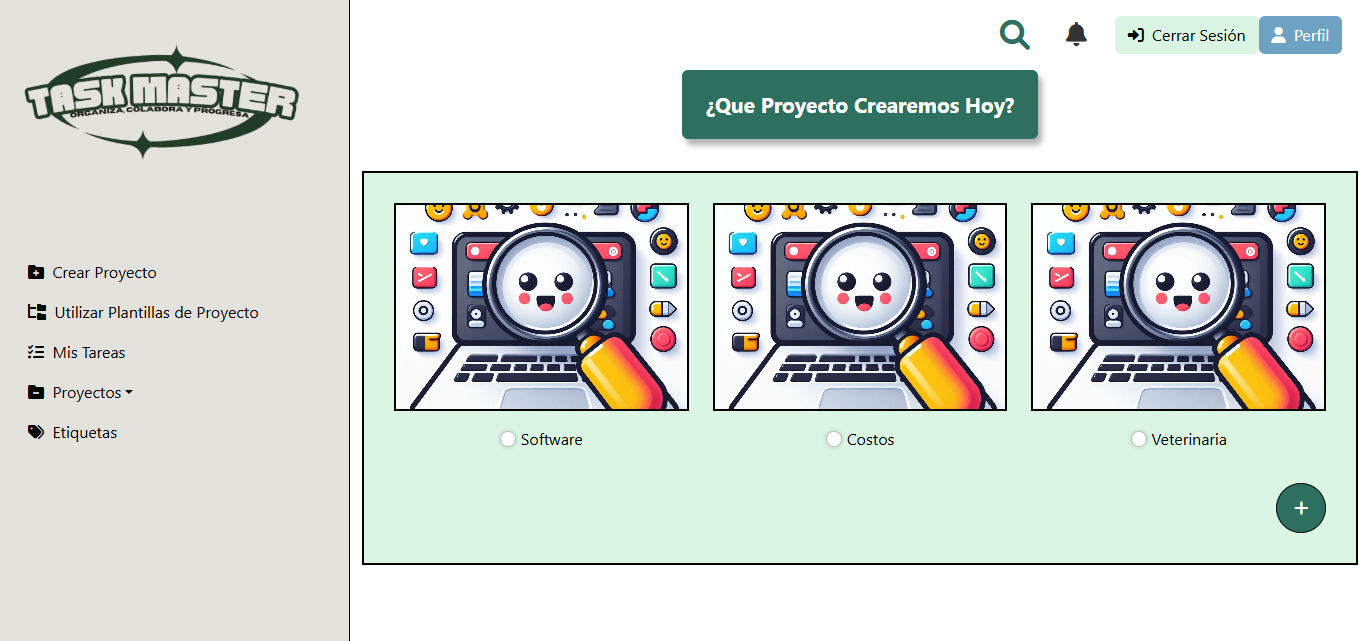 TASK MASTER
ORGANIZA, COLABORA Y PROGRESA
Cerrar Sesión
Perfil
¿Que Proyecto Crearemos Hoy?
Crear Proyecto
Utilizar Plantillas de Proyecto
Mis Tareas
Proyectos
Etiquetas
Software
Costos
Veterinaria
+